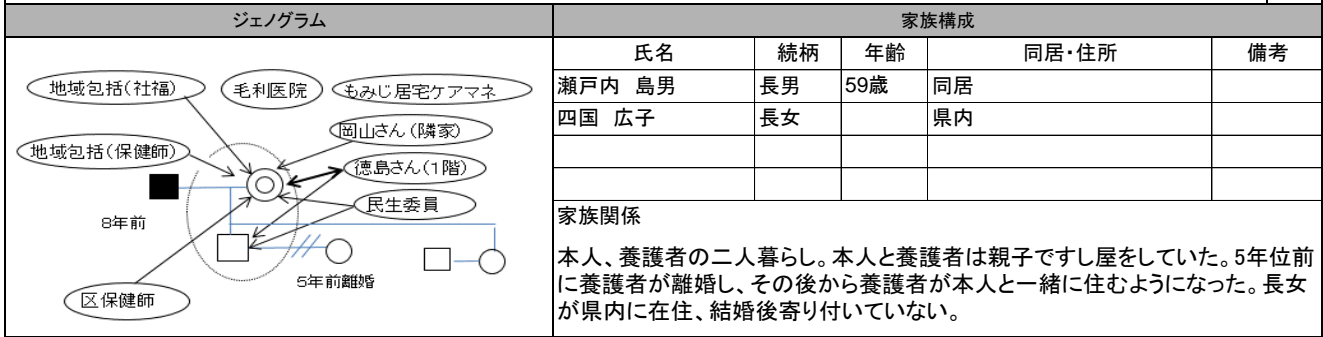 ジェノグラム
家族構成
氏名 続柄 年齢 同居・住所 備考
瀬戸内 島男 長男 59歳 同居
四国 広子 長女 県内
地域包括(社福)
毛利医院
もみじ居宅ケアマネ
岡山さん(隣家)
地域包括(保健師)
徳島さん(1階)
民生委員
8年前
5年前離婚
区保健師
家族関係
本人、養護者の二人暮らし。本人と養護者は親子ですし屋をしていた。5年位前
に養護者が離婚し、その後から養護者が本人と一緒に住むようになった。長女
が県内に在住、結婚後寄り付いていない。